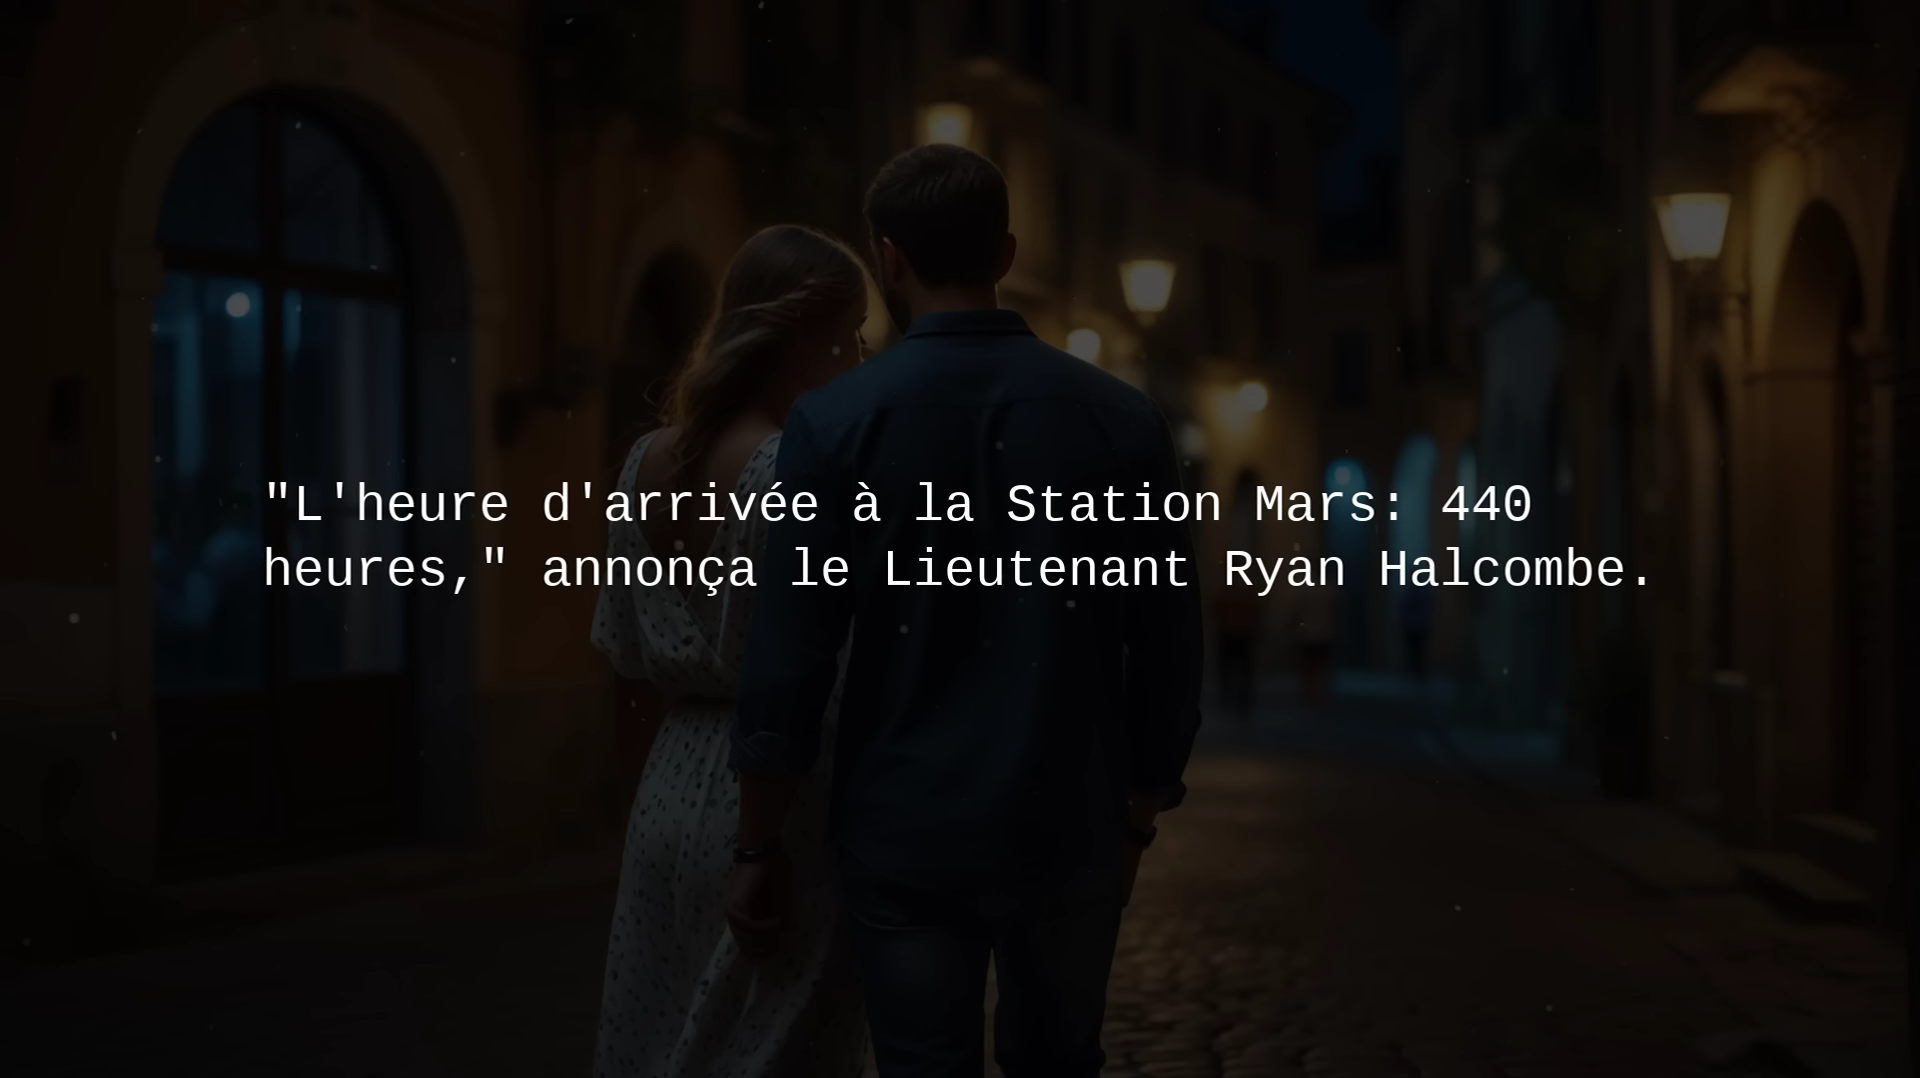 "L'heure d'arrivée à la Station Mars: 440
heures," annonça le Lieutenant Ryan Halcombe.